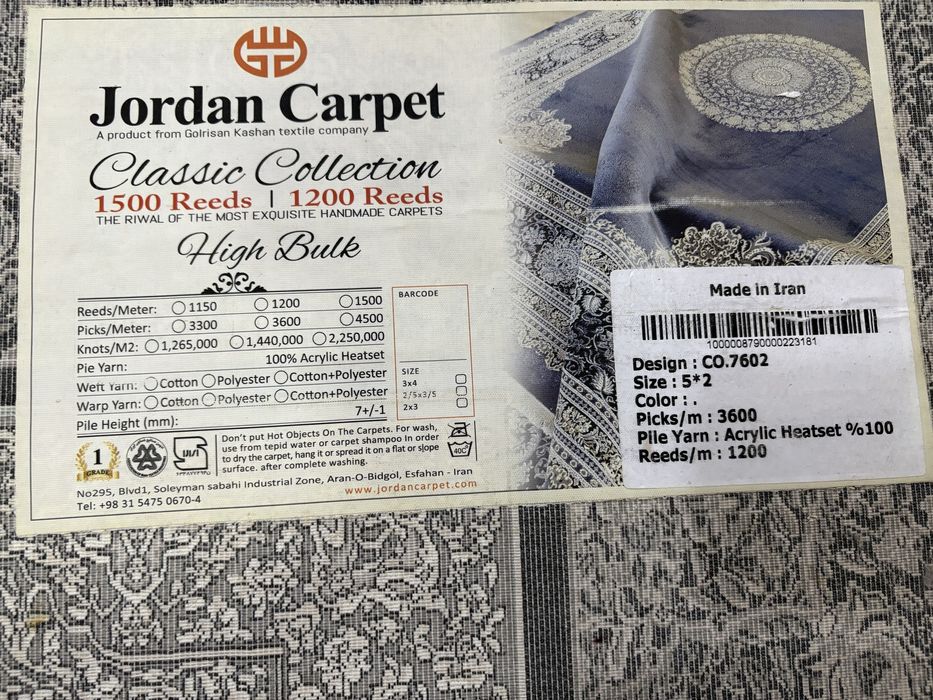 Jordan Carpet
A product from Golrisan Kashan textile company
Classic Collection
1500 Reeds | 1200 Reeds
THE RIWAL OF THE MOST EXQUISITE HANDMADE CARPETS
High Bulk
Reeds/Meter: 1150 1200 1500
Picks/Meter: 3300 3600 4500
Knots/M2: 1,265,000 1,440,000 2,250,000
Pie Yarn: 100% Acrylic Heatset
Weft Yarn: Cotton Polyester Cotton+Polyester
Warp Yarn: Cotton Polyester Cotton+Polyester
Pile Height (mm): 7+/-1
BARCODE
SIZE
3x4
2/5x3/5
2x3
1
GRADE
Don't put Hot Objects On The Carpets. For wash,
use from tepid water or carpet shampoo In order
to dry the carpet, hang it or spread it on a flat or slope
surface. after complete washing.
40C
No295, Blvd1, Soleyman sabahi Industrial Zone, Aran-O-Bidgol, Esfahan - Iran
Tel: +98 31 5475 0670-4
www.jordancarpet.com
Made in Iran
1000008790000223181
Design : CO.7602
Size : 5*2
Color : .
Picks/m : 3600
Pile Yarn : Acrylic Heatset %100
Reeds/m : 1200